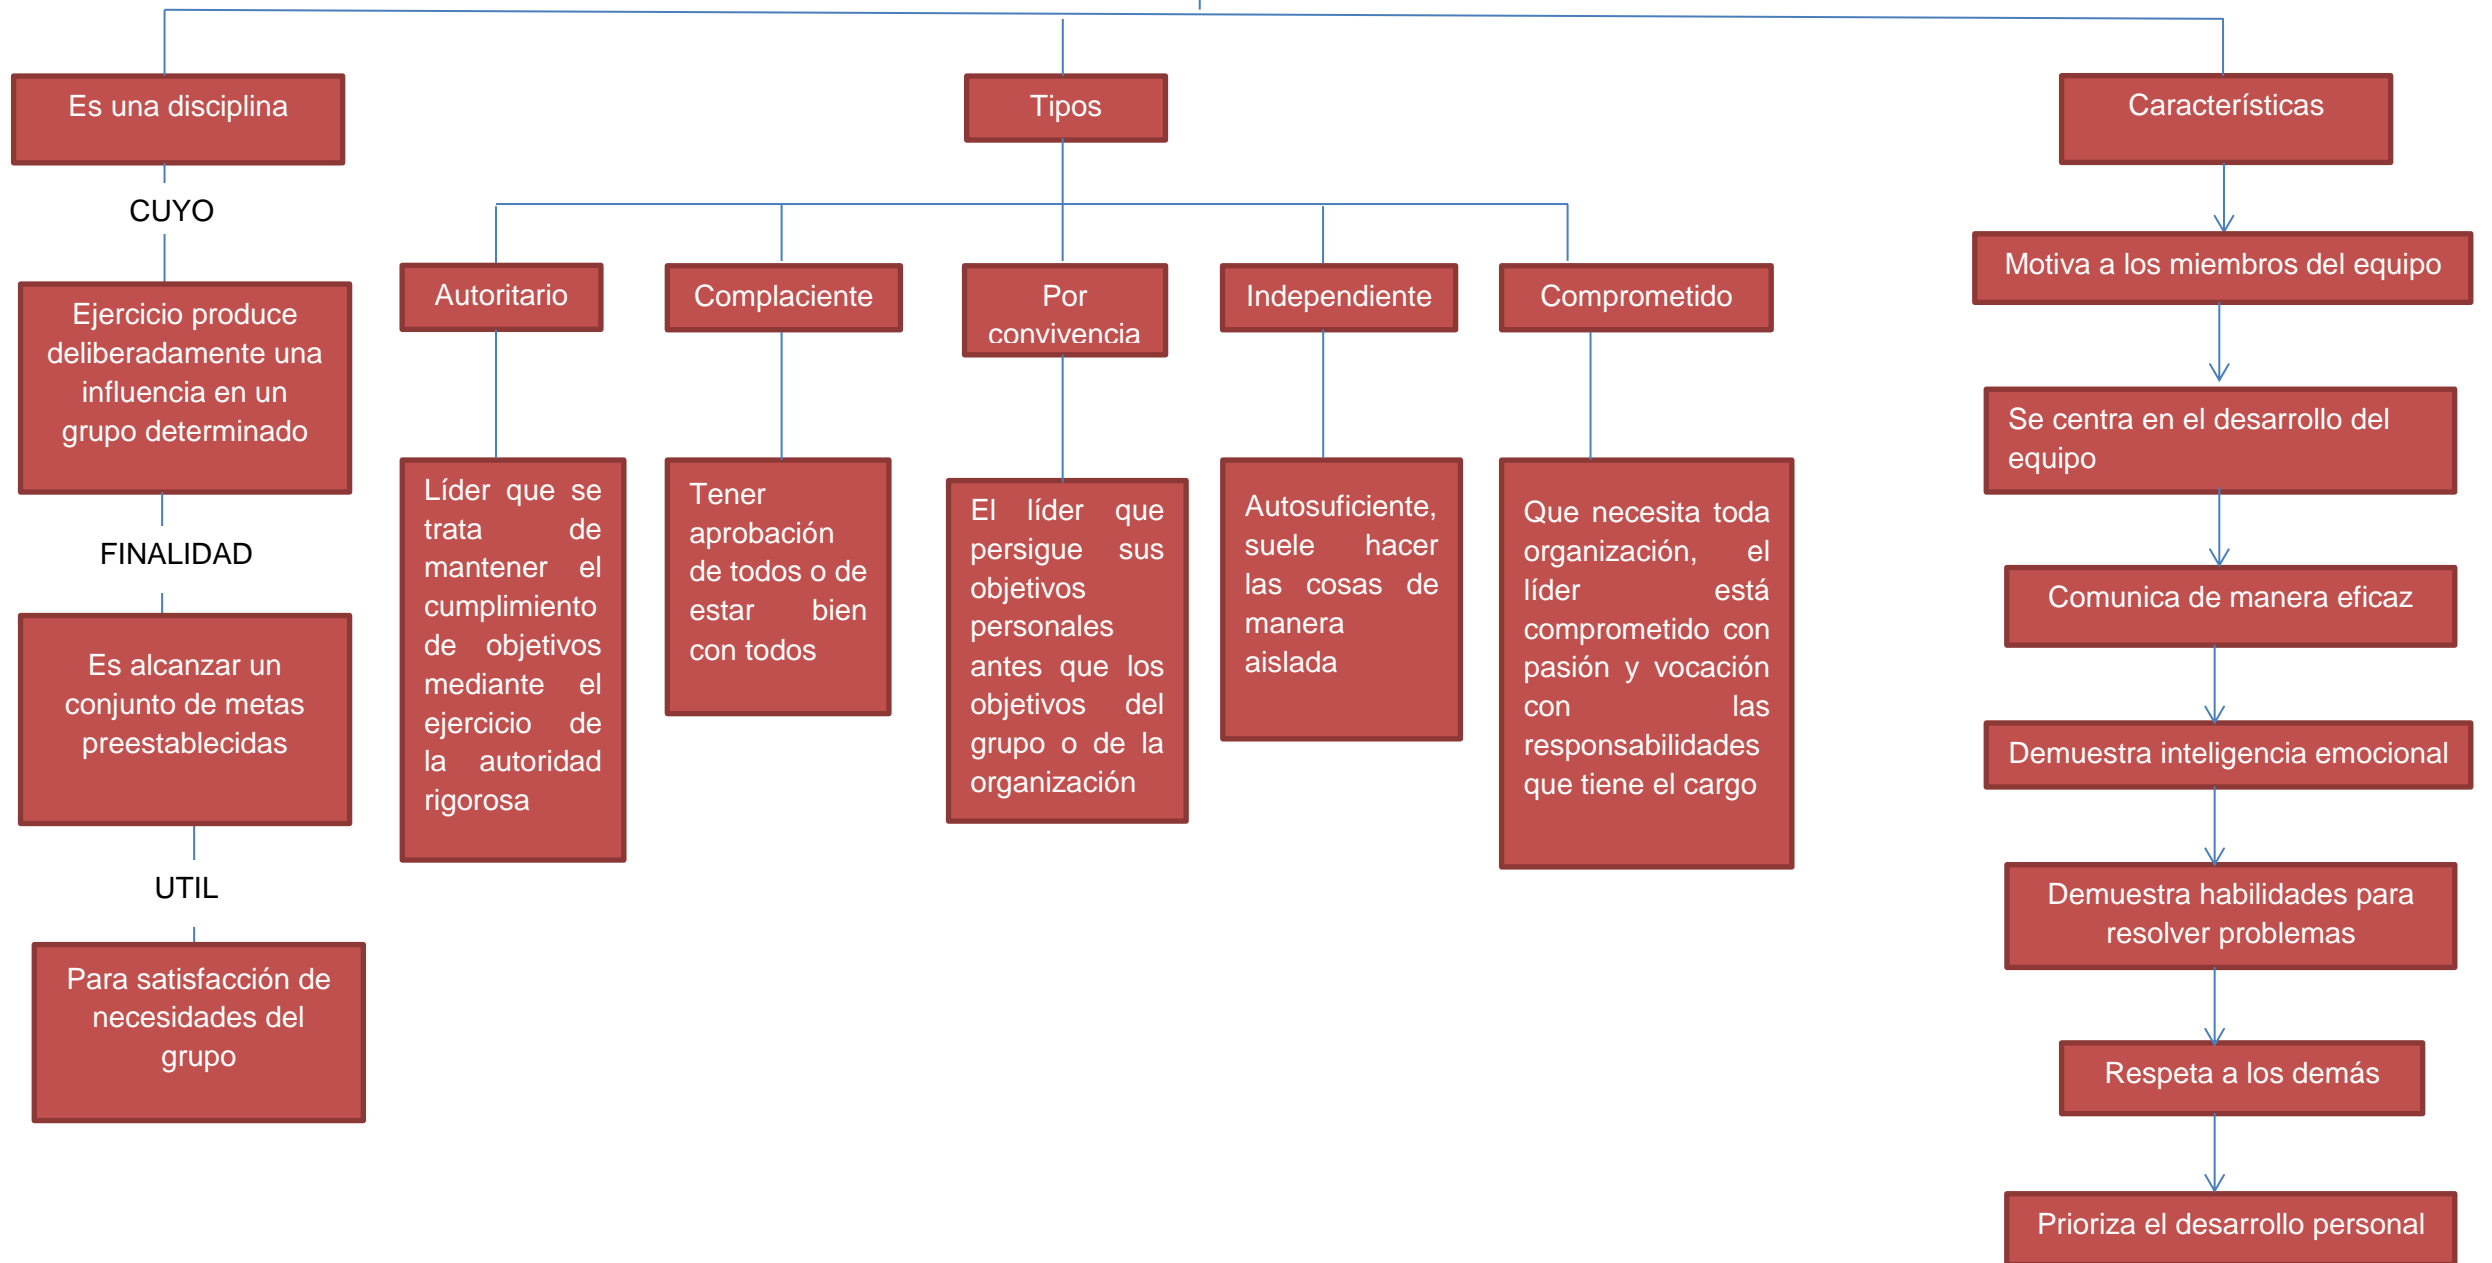 Es una disciplina
CUYO
Ejercicio produce
deliberadamente una
influencia en un
grupo determinado
FINALIDAD
Es alcanzar un
conjunto de metas
preestablecidas
UTIL
Para satisfacción de
necesidades del
grupo
Tipos
Autoritario
Líder que se
trata de
mantener el
cumplimiento
de objetivos
mediante el
ejercicio de
la autoridad
rigorosa
Complaciente
Tener
aprobación
de todos o de
estar bien
con todos
Por
convivencia
El líder que
persigue sus
objetivos
personales
antes que los
objetivos del
grupo o de la
organización
Independiente
Autosuficiente,
suele hacer
las cosas de
manera
aislada
Comprometido
Que necesita toda
organización, el
líder está
comprometido con
pasión y vocación
con las
responsabilidades
que tiene el cargo
Característicias
Motiva a los miembros del equipo
Se centra en el desarrollo del
equipo
Comunica de manera eficaz
Demuestra inteligencia emocional
Demuestra habilidades para
resolver problemas
Respeta a los demás
Prioriza el desarrollo personal